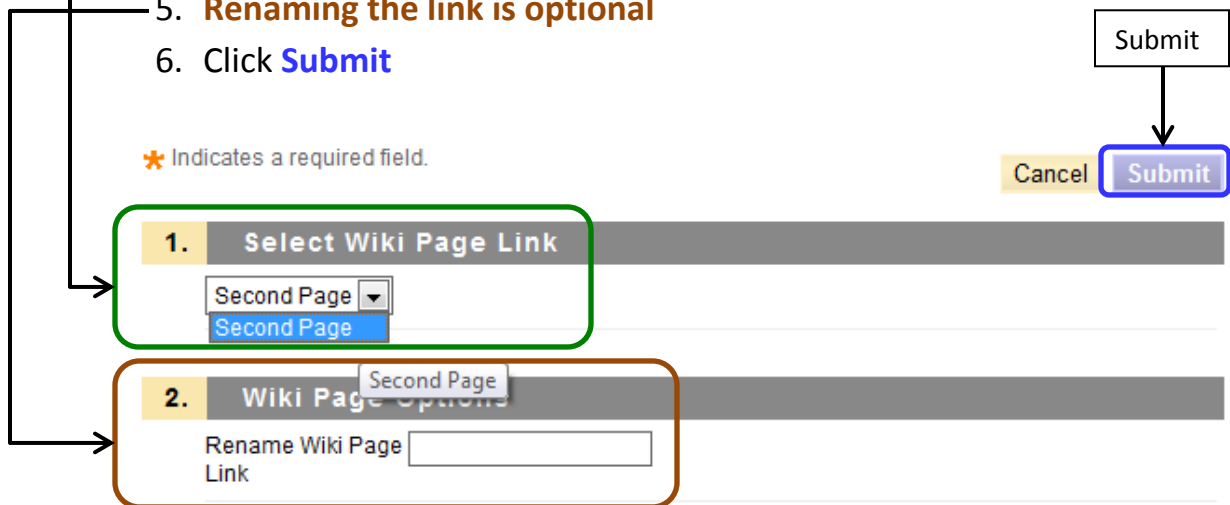 5. Renaming the link is optional
6. Click Submit
Submit
* Indicates a required field.
Cancel Submit
1. Select Wiki Page Link
Second Page
Second Page
Second Page
2. Wiki Page Options
Rename Wiki Page
Link